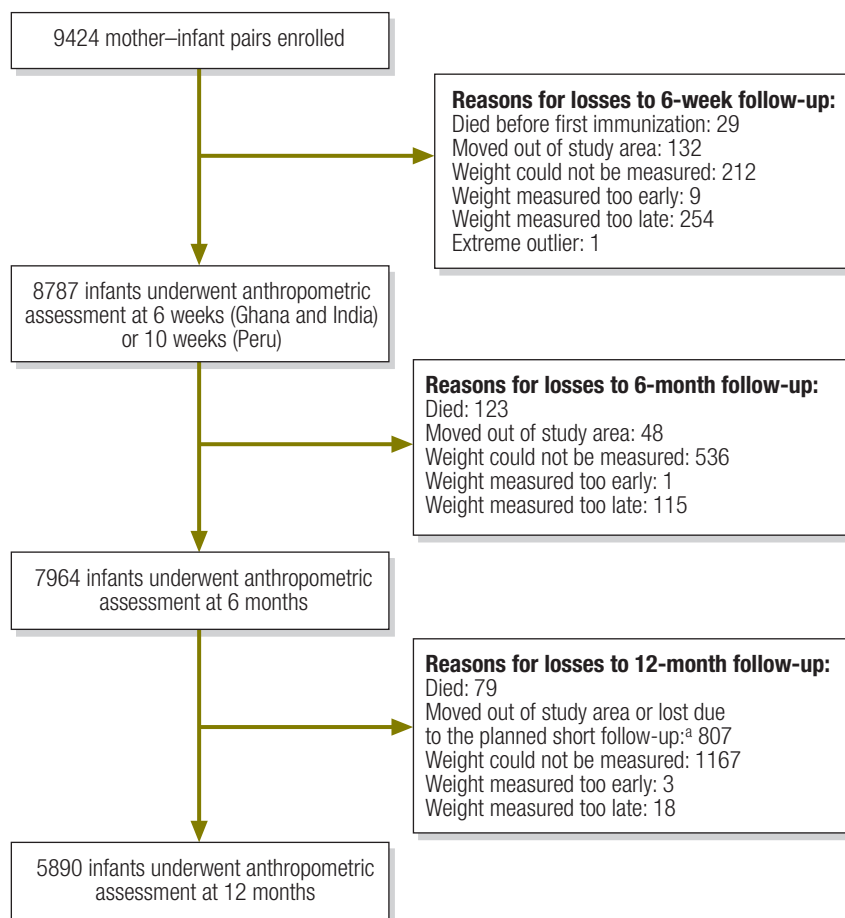 9424 mother–infant pairs enrolled
Reasons for losses to 6-week follow-up:
Died before first immunization: 29
Moved out of study area: 132
Weight could not be measured: 212
Weight measured too early: 9
Weight measured too late: 254
Extreme outlier: 1
8787 infants underwent anthropometric
assessment at 6 weeks (Ghana and India)
or 10 weeks (Peru)
Reasons for losses to 6-month follow-up:
Died: 123
Moved out of study area: 48
Weight could not be measured: 536
Weight measured too early: 1
Weight measured too late: 115
7964 infants underwent anthropometric
assessment at 6 months
Reasons for losses to 12-month follow-up:
Died: 79
Moved out of study area or lost due
to the planned short follow-up:ª 807
Weight could not be measured: 1167
Weight measured too early: 3
Weight measured too late: 18
5890 infants underwent anthropometric
assessment at 12 months